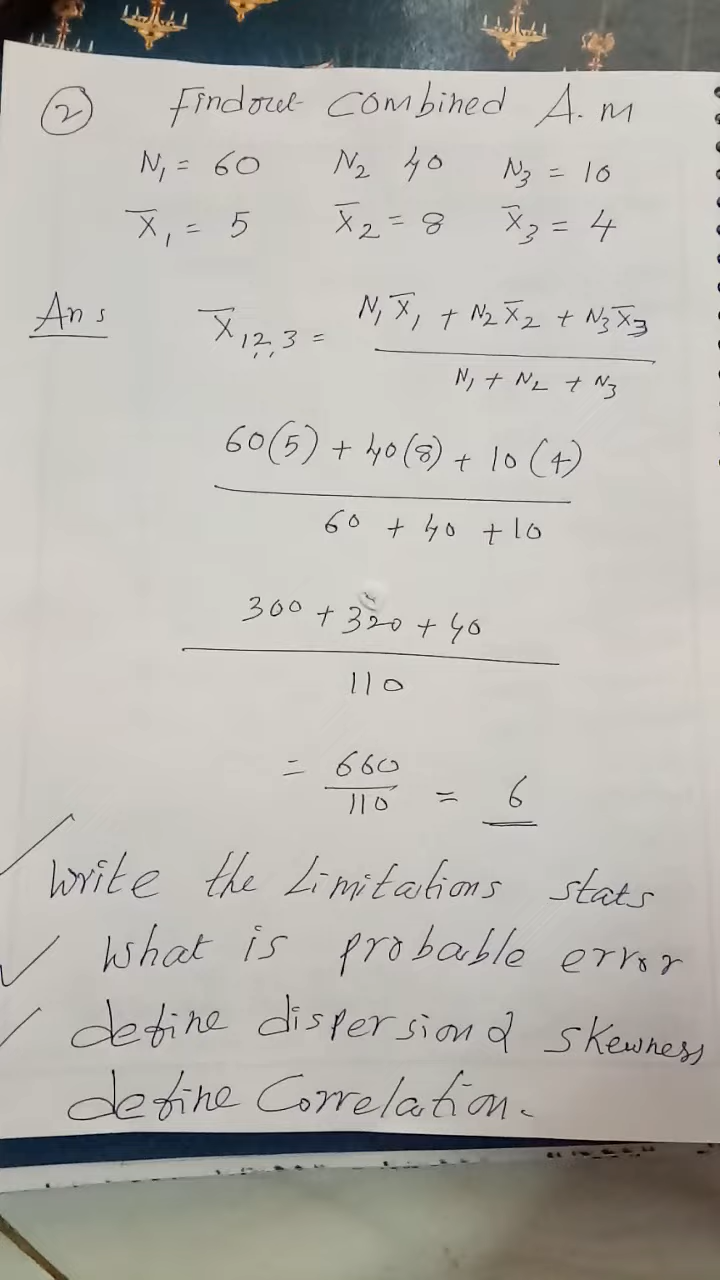 2 Findout Combined A.M
N₁ = 60 N₂ 40 N₃ = 10
X̅₁ = 5 X̅₂ = 8 X̅₃ = 4
Ans X̅₁₂,,₃ = N₁X̅₁ + N₂X̅₂ + N₃X̅₃
N₁ + N₂ + N₃
60(5) + 40(8) + 10(4)
60 + 40 + 10
300 + 320 + 40
110
= 660
110 = 6
Write the Limitations stats
What is probable error
define dispersion & skewness
define Correlation.